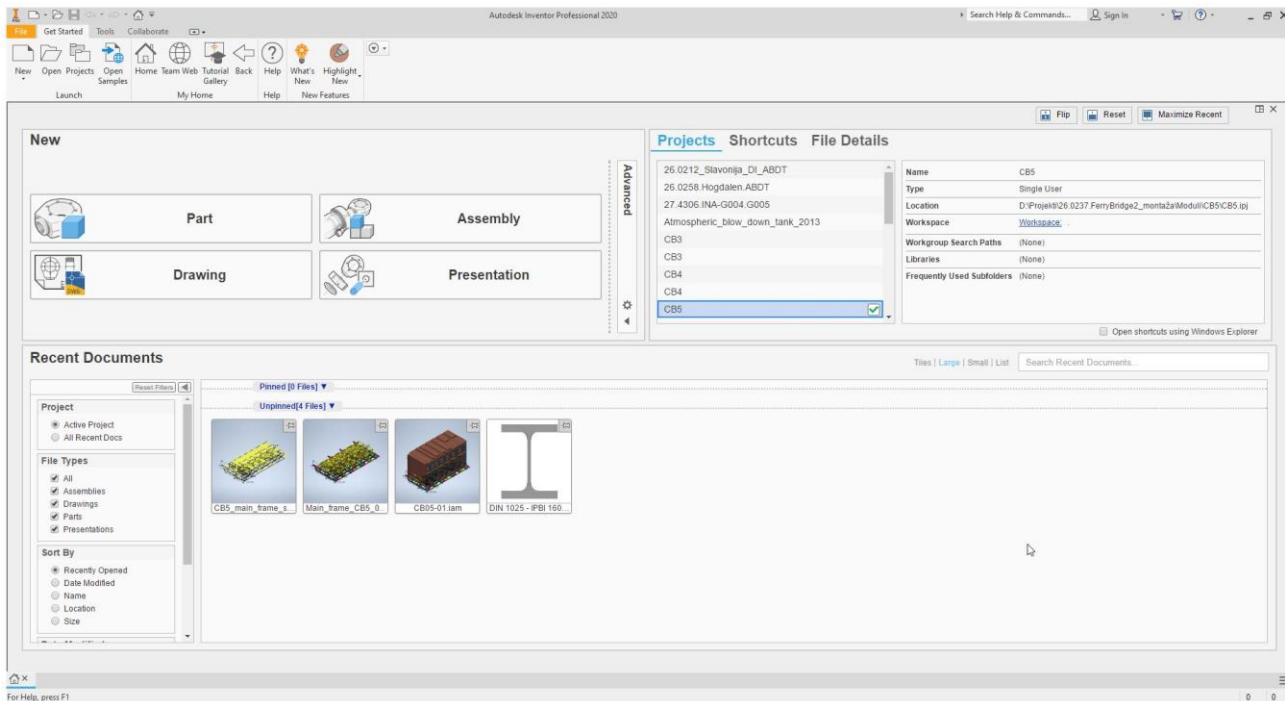 Autodesk Inventor Professional 2020
Search Help & Commands...
Sign In
File
Get Started
Tools
Collaborate
New
Open
Projects
Open Samples
Home
Team Web
Tutorial Gallery
Back
Help
What's New
Highlight New
Launch
My Home
Help
New Features
Flip
Reset
Maximize Recent
New
Part
Assembly
Drawing
DWG
Presentation
Advanced
Projects
Shortcuts
File Details
26.0212_Slavonija_DI_ABDT
26.0258.Hogdalen.ABDT
27.4306.INA-G004.G005
Atmospheric_blow_down_tank_2013
CB3
CB3
CB4
CB4
CB5
Name CB5
Type Single User
Location D:\Projekti\26.0237.FerryBridge2_montaža\Moduli\CB5\CB5.ipj
Workspace Workspace: .
Workgroup Search Paths (None)
Libraries (None)
Frequently Used Subfolders (None)
Open shortcuts using Windows Explorer
Recent Documents
Tiles | Large | Small | List
Search Recent Documents...
Reset Filters
Project
Active Project
All Recent Docs
File Types
All
Assemblies
Drawings
Parts
Presentations
Sort By
Recently Opened
Date Modified
Name
Location
Size
Pinned [0 Files] ▼
Unpinned[4 Files] ▼
CB5_main_frame_s...
Main_frame_CB5_0...
CB05-01.iam
DIN 1025 - IPBI 160...
For Help, press F1
0 0